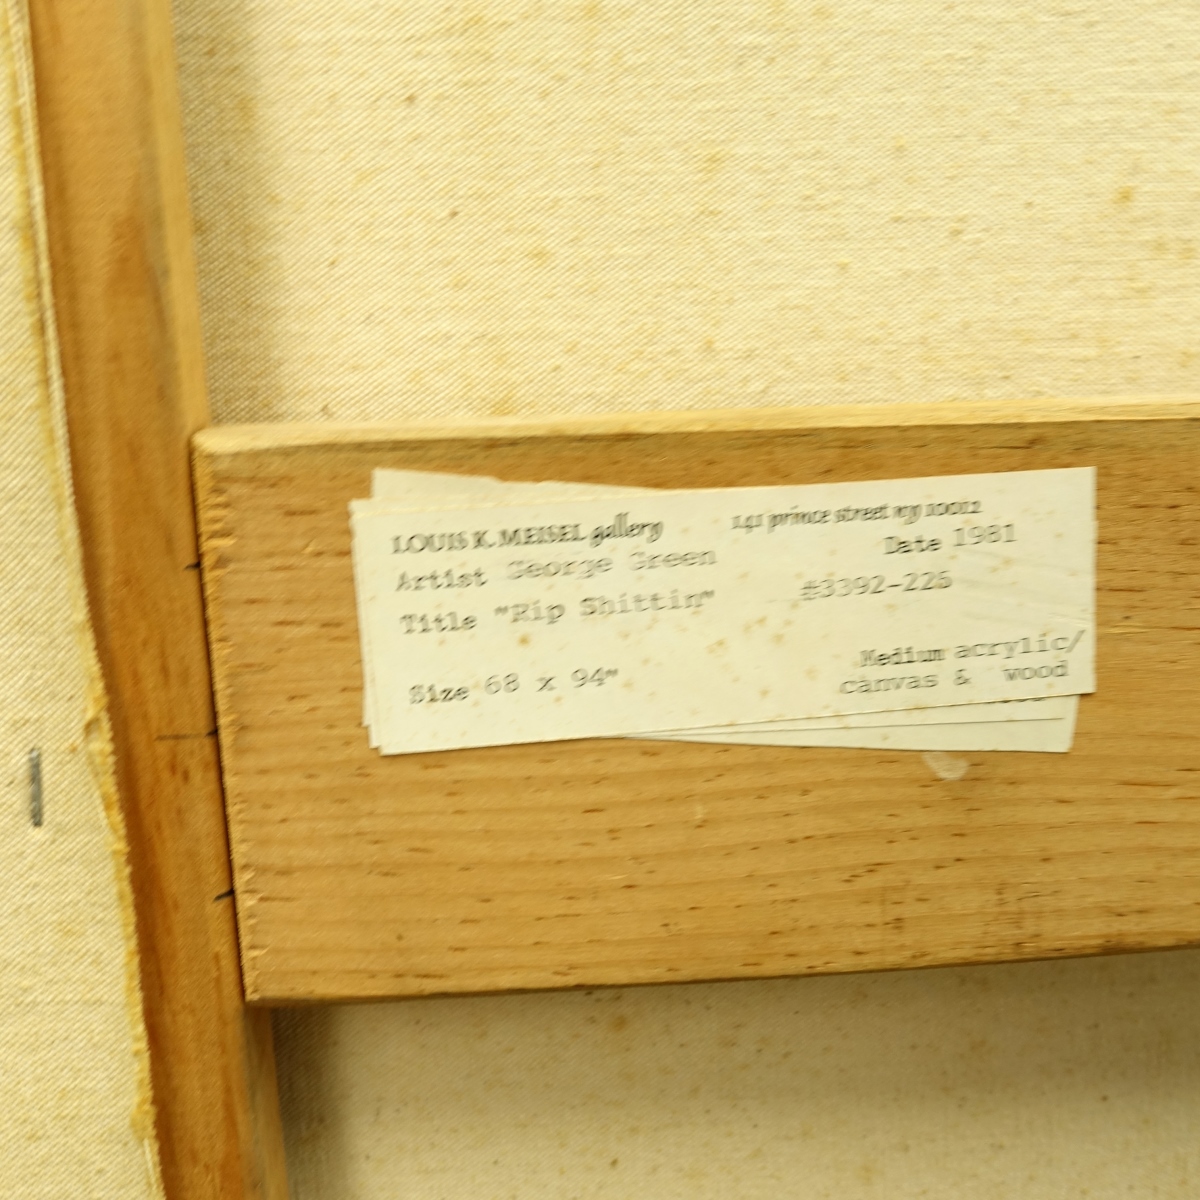 LOUIS K. MEISEL gallery 141 prince street ny 10012
Artist George Green Date 1981
Title "Rip Shittin" #3392-226
Size 68 x 94" Medium acrylic/
canvas & wood